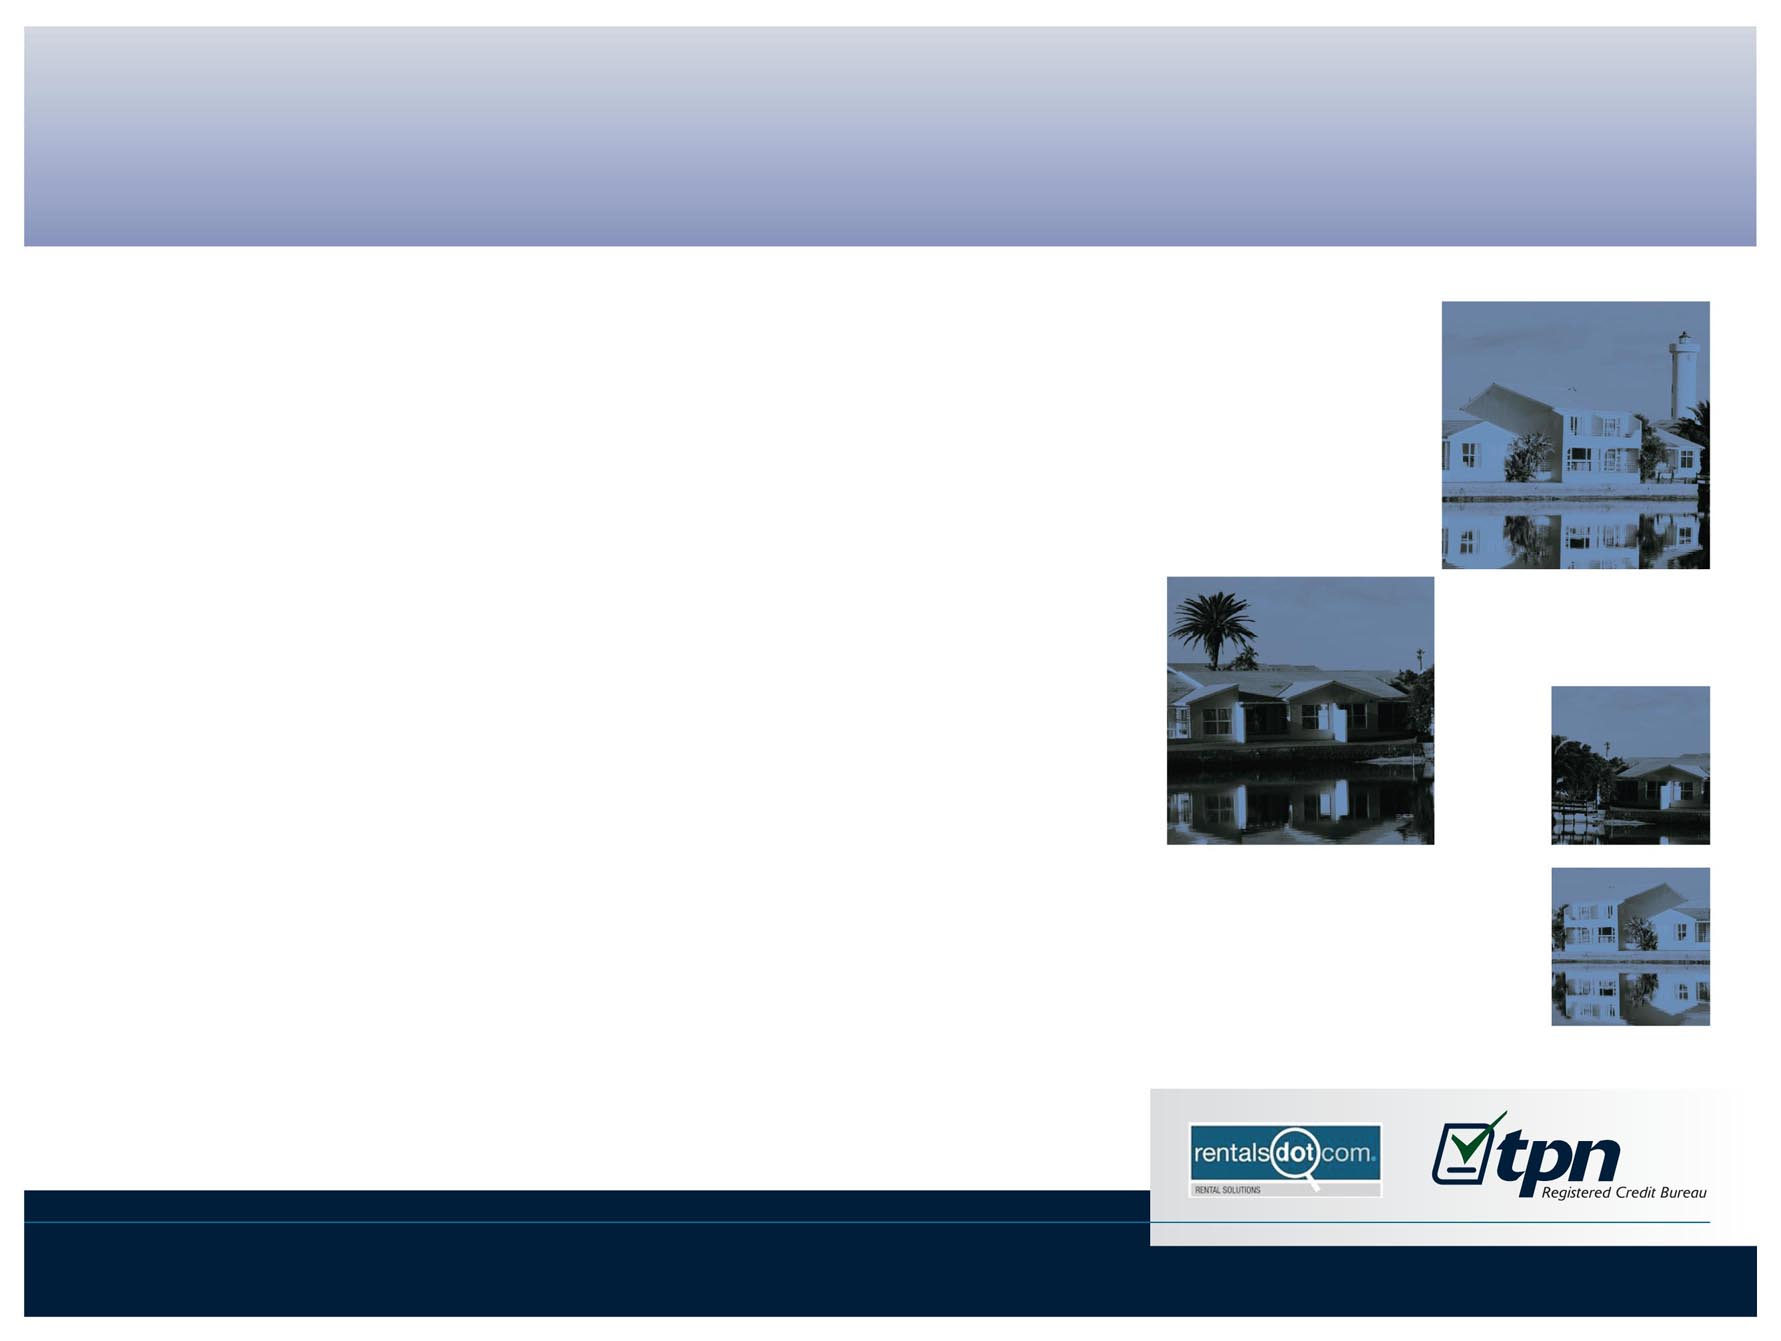 rentalsdotcom®
RENTAL SOLUTIONS
tpn
Registered Credit Bureau